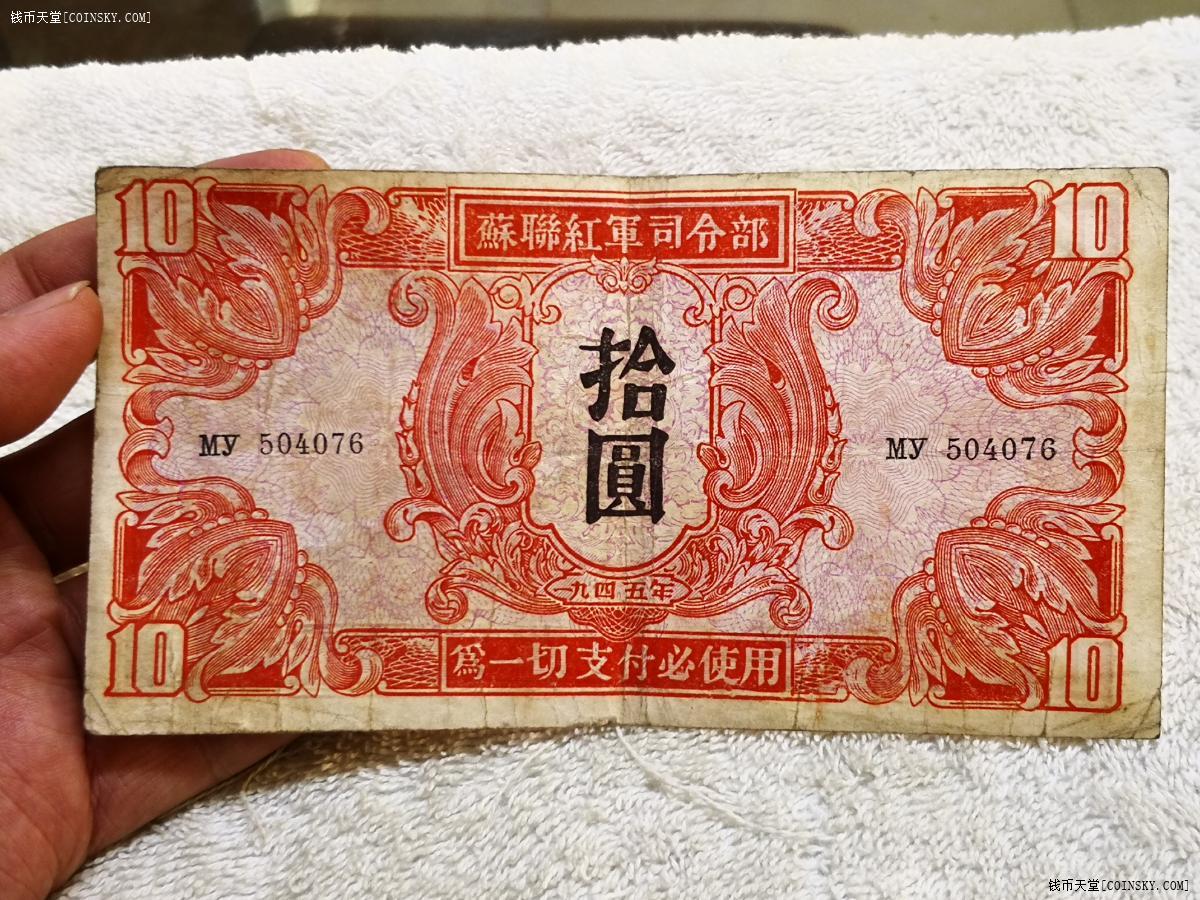 钱币天堂[COINSKY.COM]
10 10
蘇聯紅軍司令部
拾圓
МУ 504076 МУ 504076
一九四五年
10 10
爲一切支付必使用
钱币天堂[COINSKY.COM]